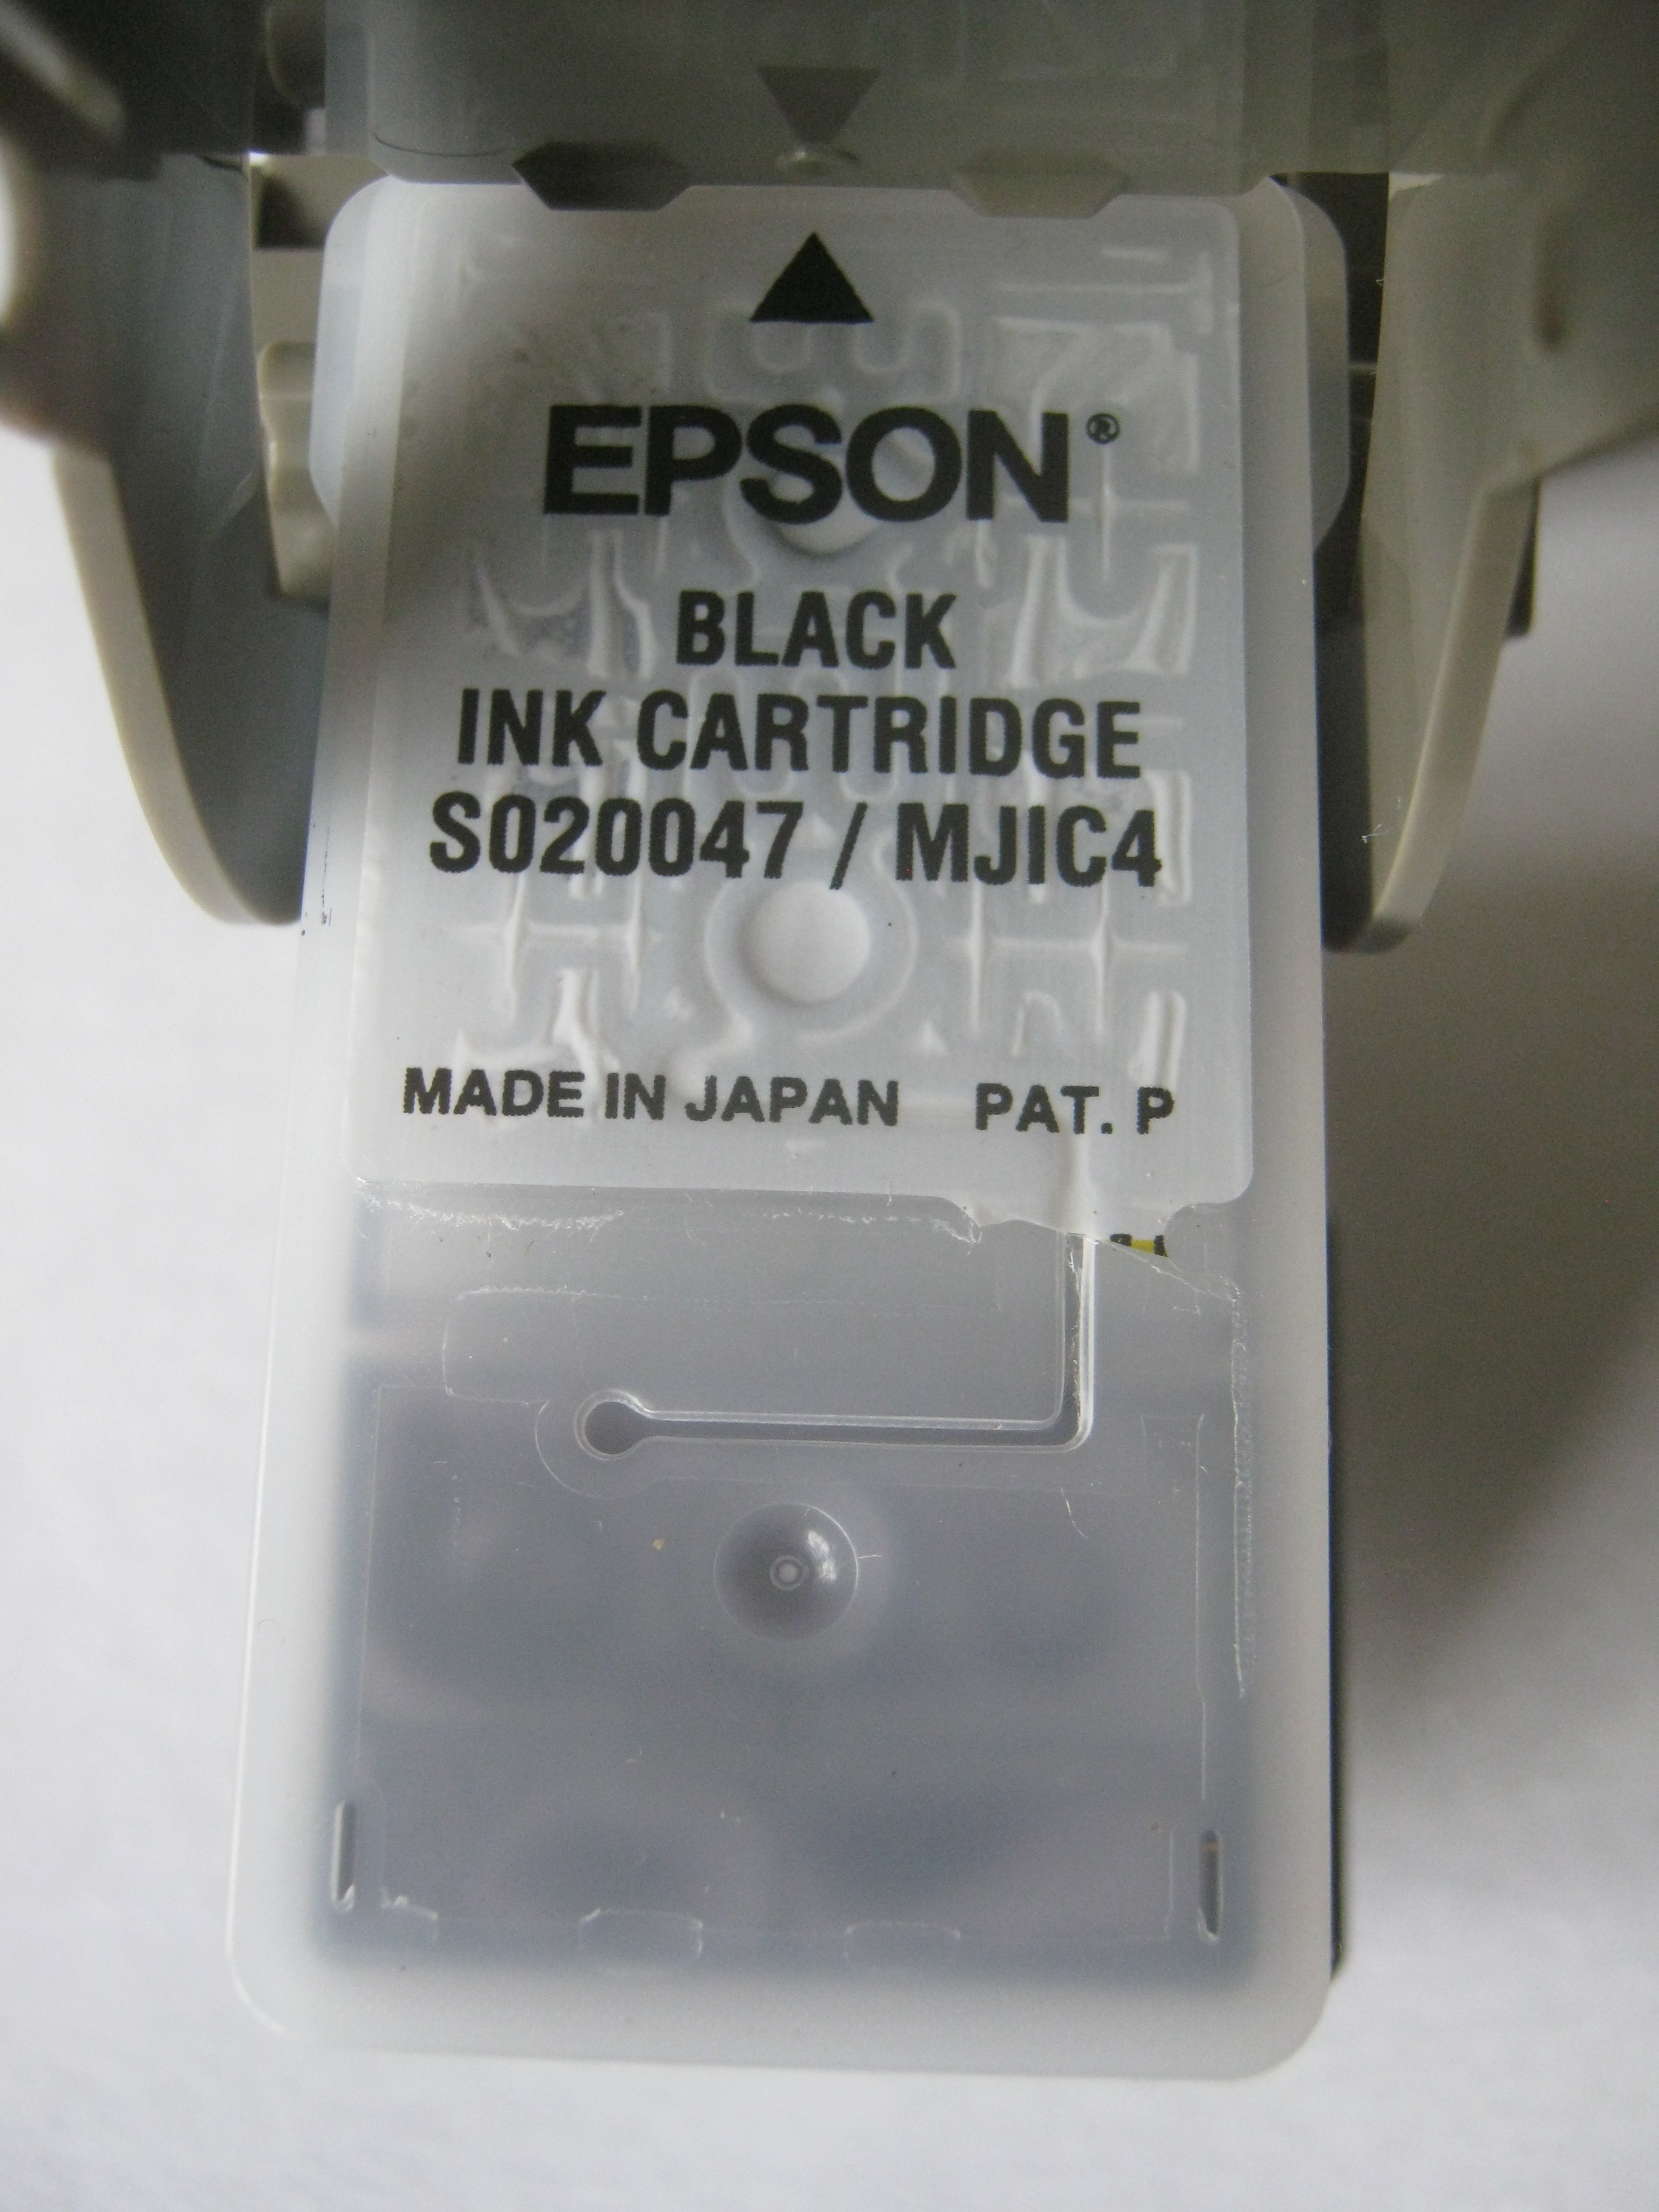 EPSON®
BLACK
INK CARTRIDGE
S020047 / MJIC4
MADE IN JAPAN PAT. P